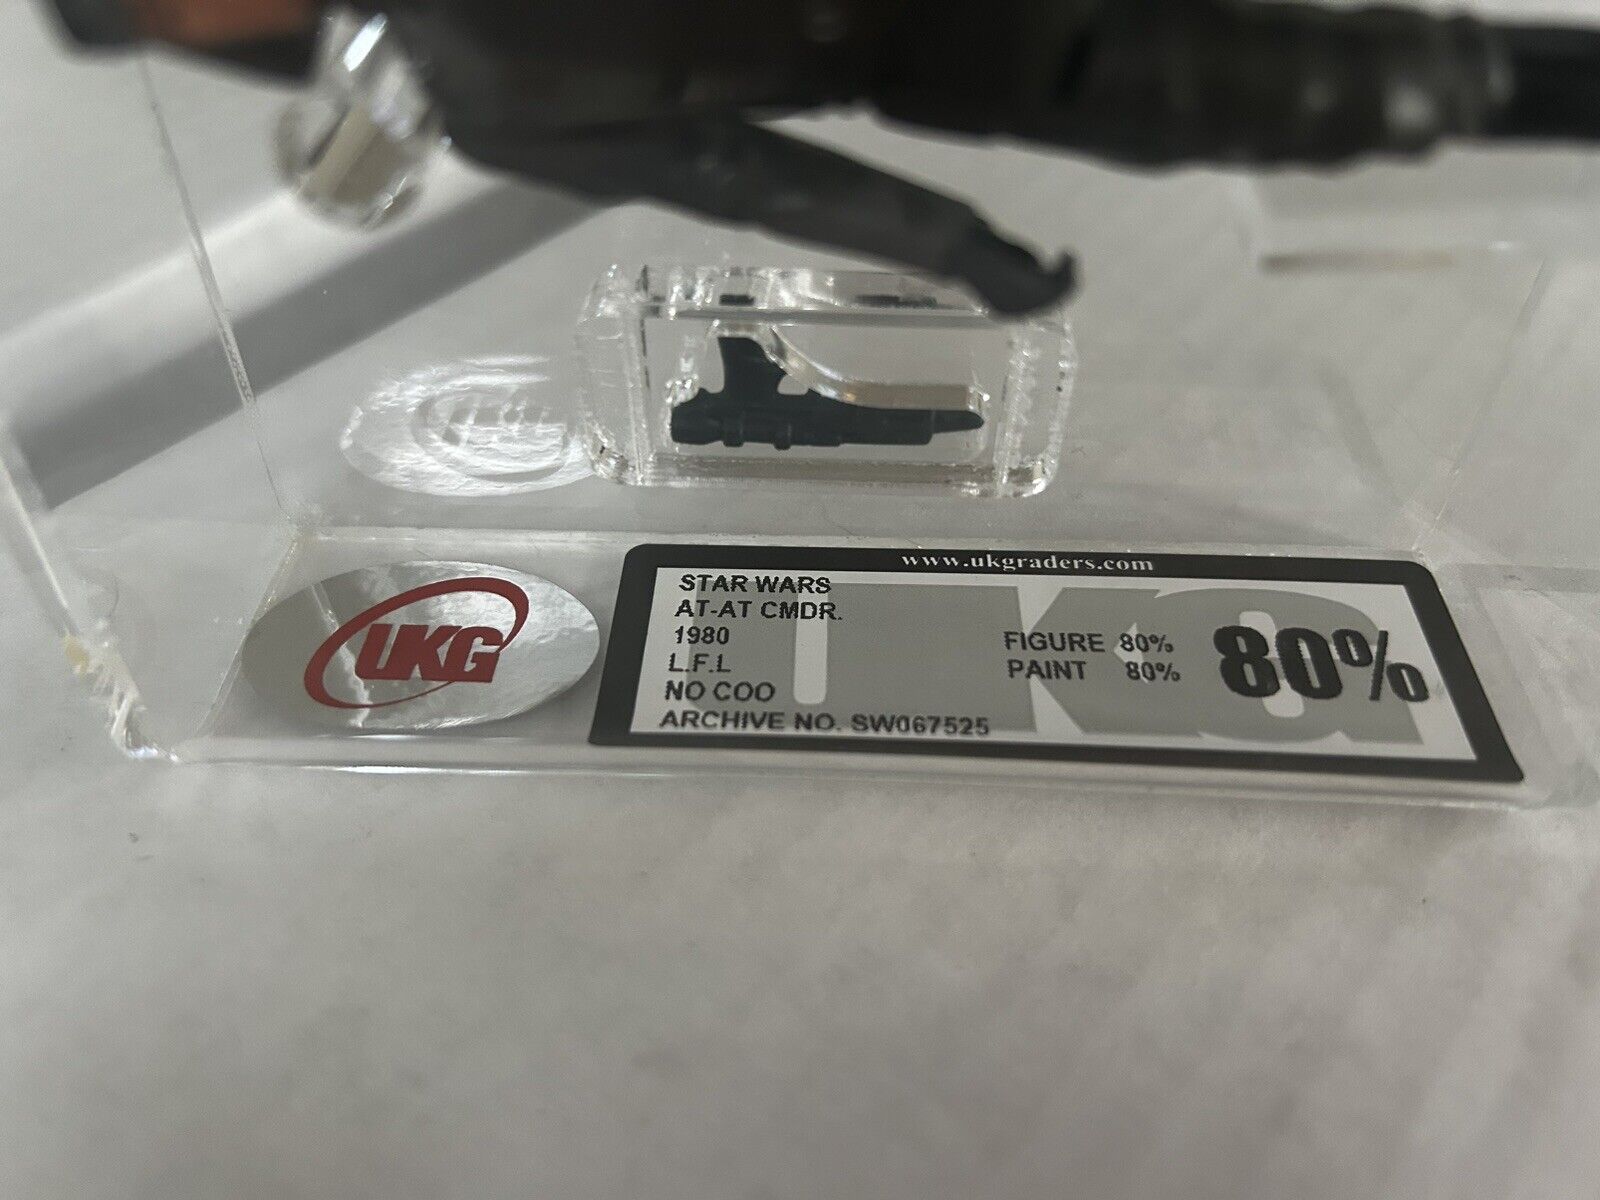 www.ukgraders.com
STAR WARS
AT-AT CMDR.
1980
L.F.L
NO COO
ARCHIVE NO. SW067525
FIGURE 80%
PAINT 80%
80%
UKG
UKG